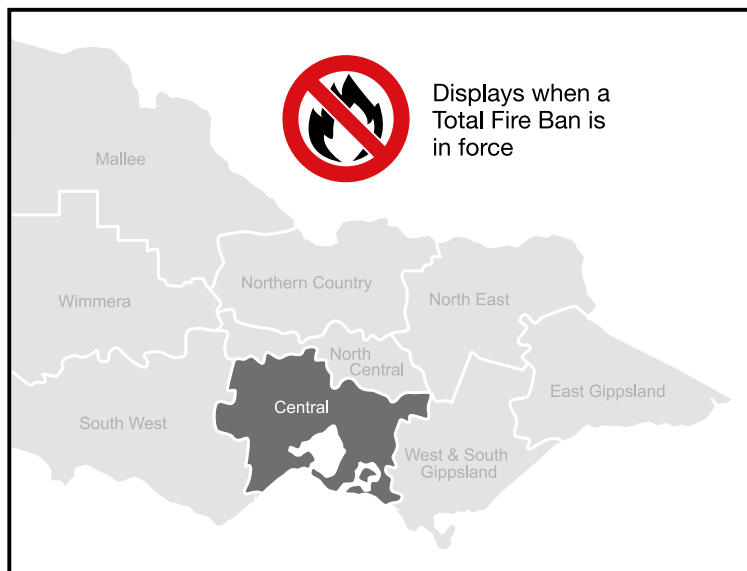 Displays when a
Total Fire Ban is
in force
Mallee
Northern Country
North East
Wimmera
North
Central
East Gippsland
Central
South West
West & South
Gippsland